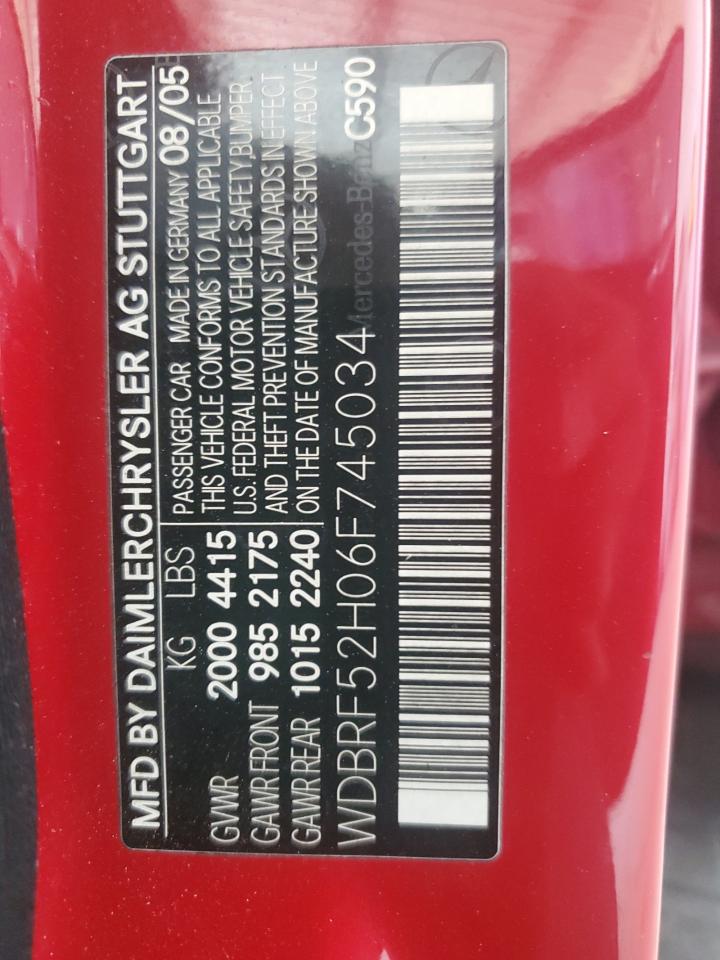 MFD BY DAIMLERCHRYSLER AG STUTTGART
KG LBS PASSENGER CAR MADE IN GERMANY 08/05
GVWR 2000 4415 THIS VEHICLE CONFORMS TO ALL APPLICABLE
GAWR FRONT 985 2175 U.S. FEDERAL MOTOR VEHICLE SAFETY, BUMPER,
AND THEFT PREVENTION STANDARDS IN EFFECT
GAWR REAR 1015 2240 ON THE DATE OF MANUFACTURE SHOWN ABOVE
WDBRF52H06F745034 Mercedes-Benz C590